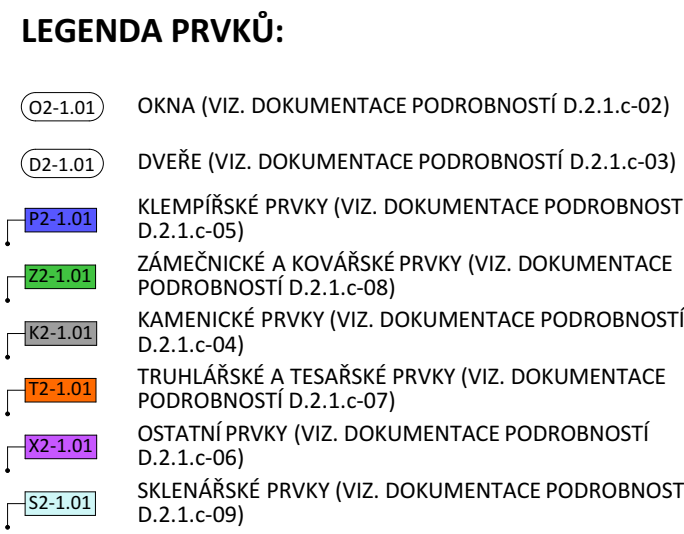 LEGENDA PRVKŮ:
O2-1.01 OKNA (VIZ. DOKUMENTACE PODROBNOSTÍ D.2.1.c-02)
D2-1.01 DVEŘE (VIZ. DOKUMENTACE PODROBNOSTÍ D.2.1.c-03)
P2-1.01 KLEMPÍŘSKÉ PRVKY (VIZ. DOKUMENTACE PODROBNOST
D.2.1.c-05)
Z2-1.01 ZÁMEČNICKÉ A KOVÁŘSKÉ PRVKY (VIZ. DOKUMENTACE
PODROBNOSTÍ D.2.1.c-08)
K2-1.01 KAMENICKÉ PRVKY (VIZ. DOKUMENTACE PODROBNOSTÍ
D.2.1.c-04)
T2-1.01 TRUHLÁŘSKÉ A TESAŘSKÉ PRVKY (VIZ. DOKUMENTACE
PODROBNOSTÍ D.2.1.c-07)
X2-1.01 OSTATNÍ PRVKY (VIZ. DOKUMENTACE PODROBNOSTÍ
D.2.1.c-06)
S2-1.01 SKLENÁŘSKÉ PRVKY (VIZ. DOKUMENTACE PODROBNOST
D.2.1.c-09)